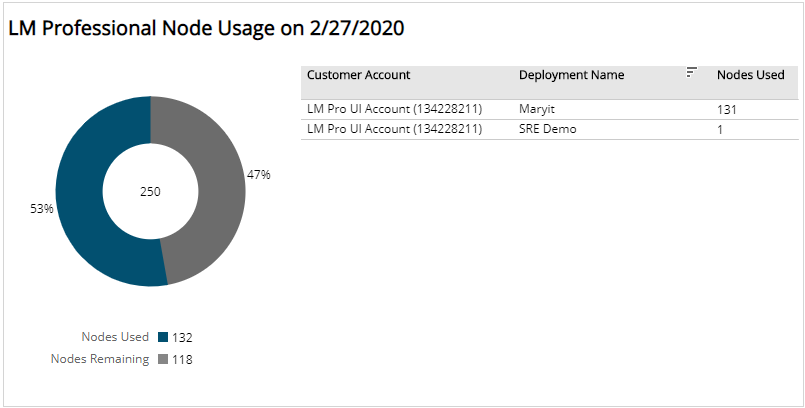 LM Professional Node Usage on 2/27/2020
Customer Account Deployment Name Nodes Used
LM Pro UI Account (134228211) Maryit 131
LM Pro UI Account (134228211) SRE Demo 1
47%
250
53%
Nodes Used 132
Nodes Remaining 118